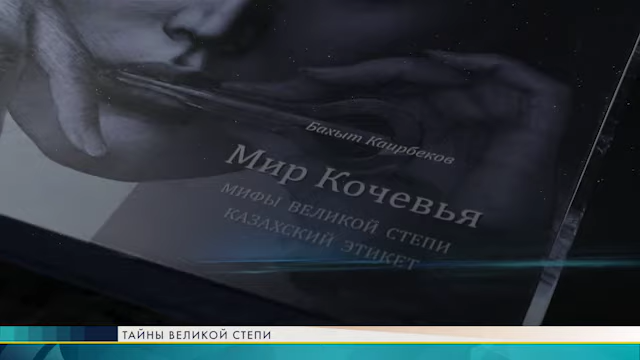 Бахыт Каирбеков
Мир Кочевья
МИФЫ ВЕЛИКОЙ СТЕПИ
КАЗАХСКИЙ ЭТИКЕТ
ТАЙНЫ ВЕЛИКОЙ СТЕПИ